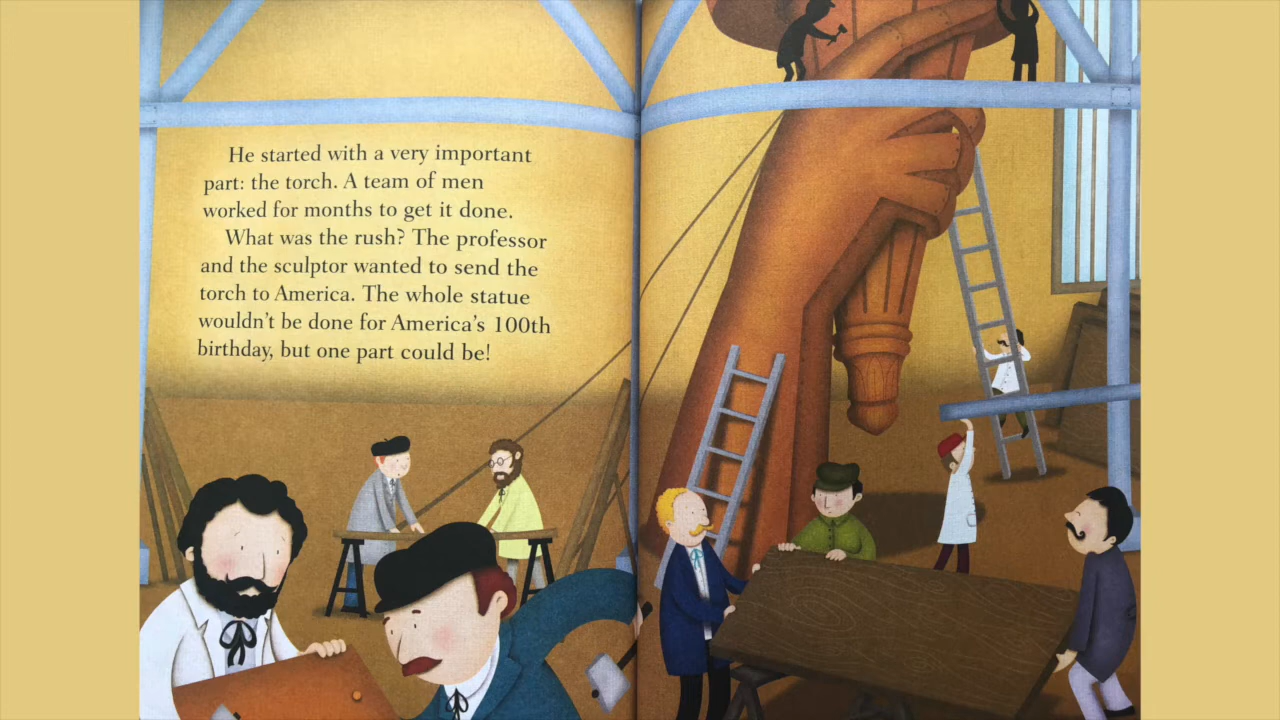 He started with a very important
part: the torch. A team of men
worked for months to get it done.
What was the rush? The professor
and the sculptor wanted to send the
torch to America. The whole statue
wouldn't be done for America's 100th
birthday, but one part could be!